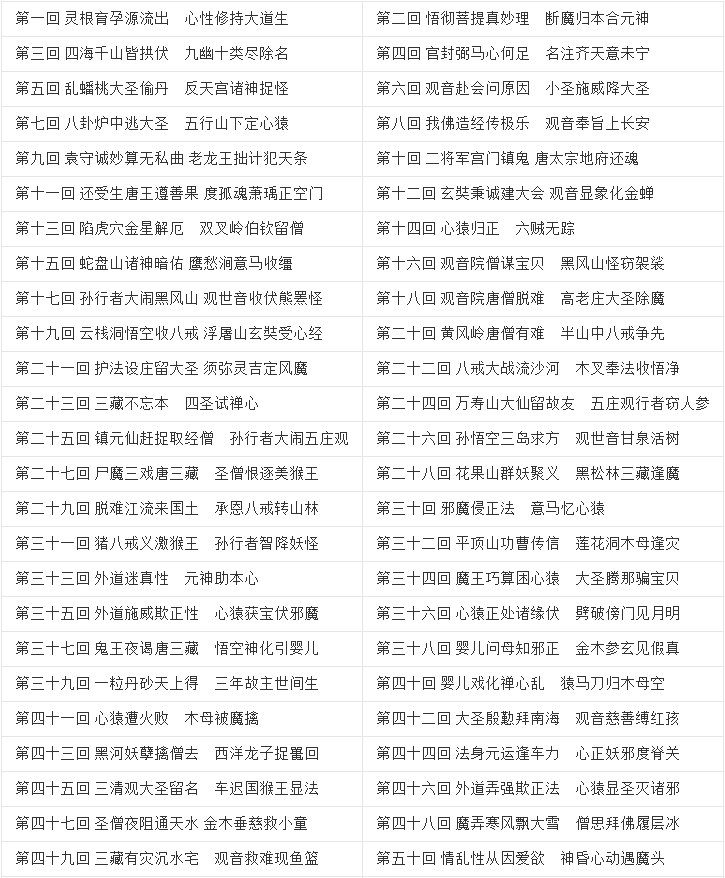 第一回 灵根育孕源流出 心性修持大道生
第二回 悟彻菩提真妙理 断魔归本合元神
第三回 四海千山皆拱伏 九幽十类尽除名
第四回 官封弼马心何足 名注齐天意未宁
第五回 乱蟠桃大圣偷丹 反天宫诸神捉怪
第六回 观音赴会问原因 小圣施威降大圣
第七回 八卦炉中逃大圣 五行山下定心猿
第八回 我佛造经传极乐 观音奉旨上长安
第九回 袁守诚妙算无私曲 老龙王拙计犯天条
第十回 二将军宫门镇鬼 唐太宗地府还魂
第十一回 还受生唐王遵善果 度孤魂萧瑀正空门
第十二回 玄奘秉诚建大会 观音显象化金蝉
第十三回 陷虎穴金星解厄 双叉岭伯钦留僧
第十四回 心猿归正 六贼无踪
第十五回 蛇盘山诸神暗佑 鹰愁涧意马收缰
第十六回 观音院僧谋宝贝 黑风山怪窃袈裟
第十七回 孙行者大闹黑风山 观世音收伏熊罴怪
第十八回 观音院唐僧脱难 高老庄大圣除魔
第十九回 云栈洞悟空收八戒 浮屠山玄奘受心经
第二十回 黄风岭唐僧有难 半山中八戒争先
第二十一回 护法设庄留大圣 须弥灵吉定风魔
第二十二回 八戒大战流沙河 木叉奉法收悟净
第二十三回 三藏不忘本 四圣试禅心
第二十四回 万寿山大仙留故友 五庄观行者窃人参
第二十五回 镇元仙赶捉取经僧 孙行者大闹五庄观
第二十六回 孙悟空三岛求方 观世音甘泉活树
第二十七回 尸魔三戏唐三藏 圣僧恨逐美猴王
第二十八回 花果山群妖聚义 黑松林三藏逢魔
第二十九回 脱难江流来国土 承恩八戒转山林
第三十回 邪魔侵正法 意马忆心猿
第三十一回 猪八戒义激猴王 孙行者智降妖怪
第三十二回 平顶山功曹传信 莲花洞木母逢灾
第三十三回 外道迷真性 元神助本心
第三十四回 魔王巧算困心猿 大圣腾那骗宝贝
第三十五回 外道施威欺正性 心猿获宝伏邪魔
第三十六回 心猿正处诸缘伏 劈破傍门见月明
第三十七回 鬼王夜谒唐三藏 悟空神化引婴儿
第三十八回 婴儿问母知邪正 金木参玄见假真
第三十九回 一粒丹砂天上得 三年故主世间生
第四十回 婴儿戏化禅心乱 猿马刀归木母空
第四十一回 心猿遭火败 木母被魔擒
第四十二回 大圣殷勤拜南海 观音慈善缚红孩
第四十三回 黑河妖孽擒僧去 西洋龙子捉鼍回
第四十四回 法身元运逢车力 心正妖邪度脊关
第四十五回 三清观大圣留名 车迟国猴王显法
第四十六回 外道弄强欺正法 心猿显圣灭诸邪
第四十七回 圣僧夜阻通天水 金木垂慈救小童
第四十八回 魔弄寒风飘大雪 僧思拜佛履层冰
第四十九回 三藏有灾沉水宅 观音救难现鱼篮
第五十回 情乱性从因爱欲 神昏心动遇魔头